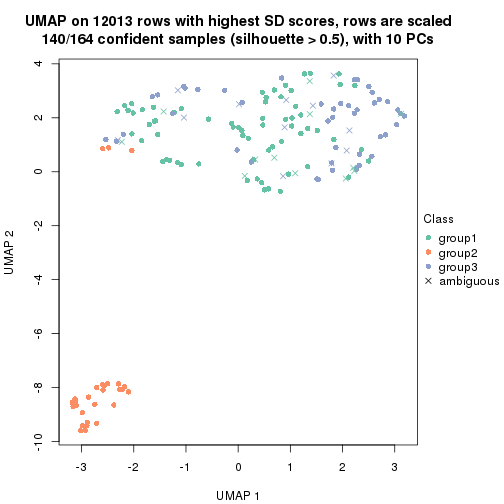 UMAP on 12013 rows with highest SD scores, rows are scaled
140/164 confident samples (silhouette > 0.5), with 10 PCs
4
2
0
-2
-4
-6
-8
-10
UMAP 2
-3
-2
-1
0
1
2
3
UMAP 1
Class
group1
group2
group3
ambiguous